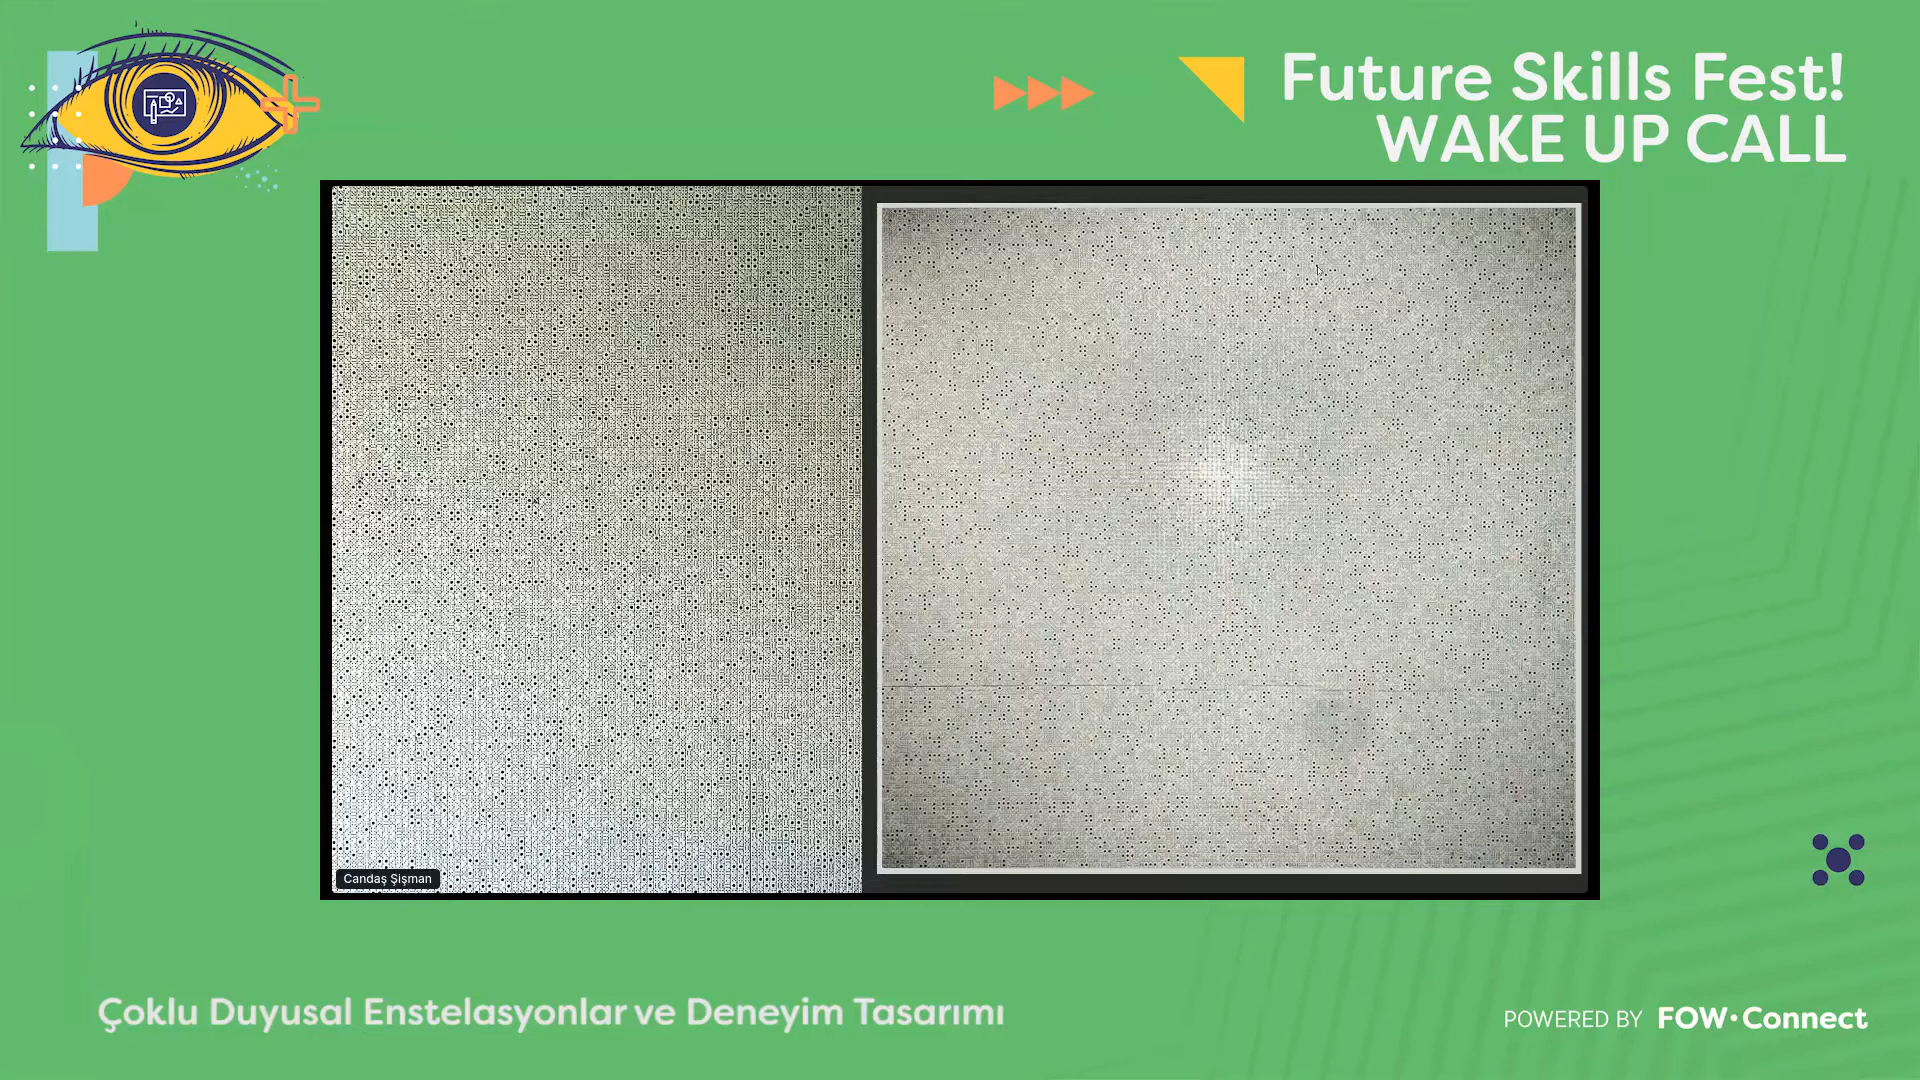 Future Skills Fest!
WAKE UP CALL
Candaş Şişman
Çoklu Duyusal Enstelasyonlar ve Deneyim Tasarımı
POWERED BY FOW·Connect